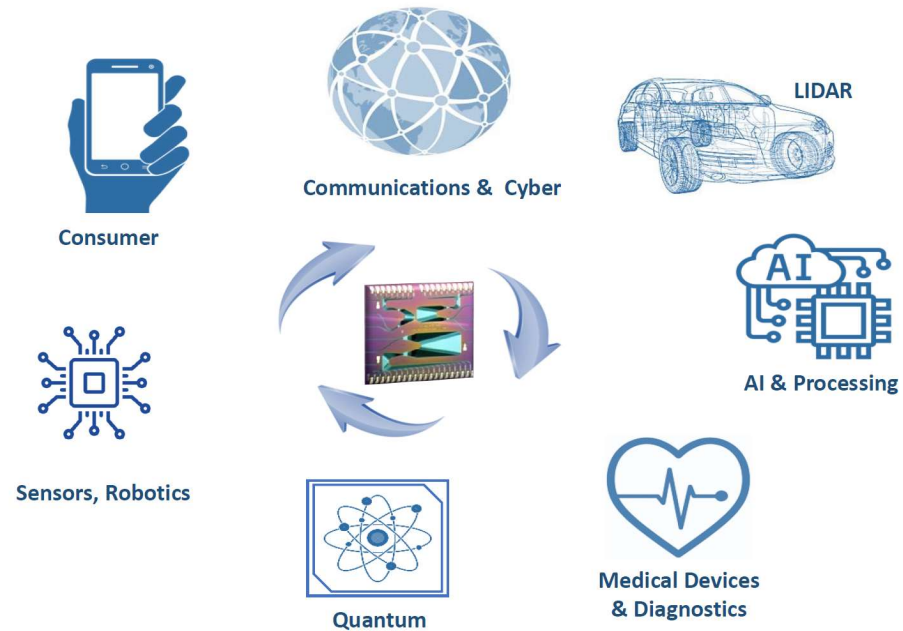 Communications & Cyber
LIDAR
Consumer
AI
AI & Processing
Sensors, Robotics
Medical Devices
& Diagnostics
Quantum